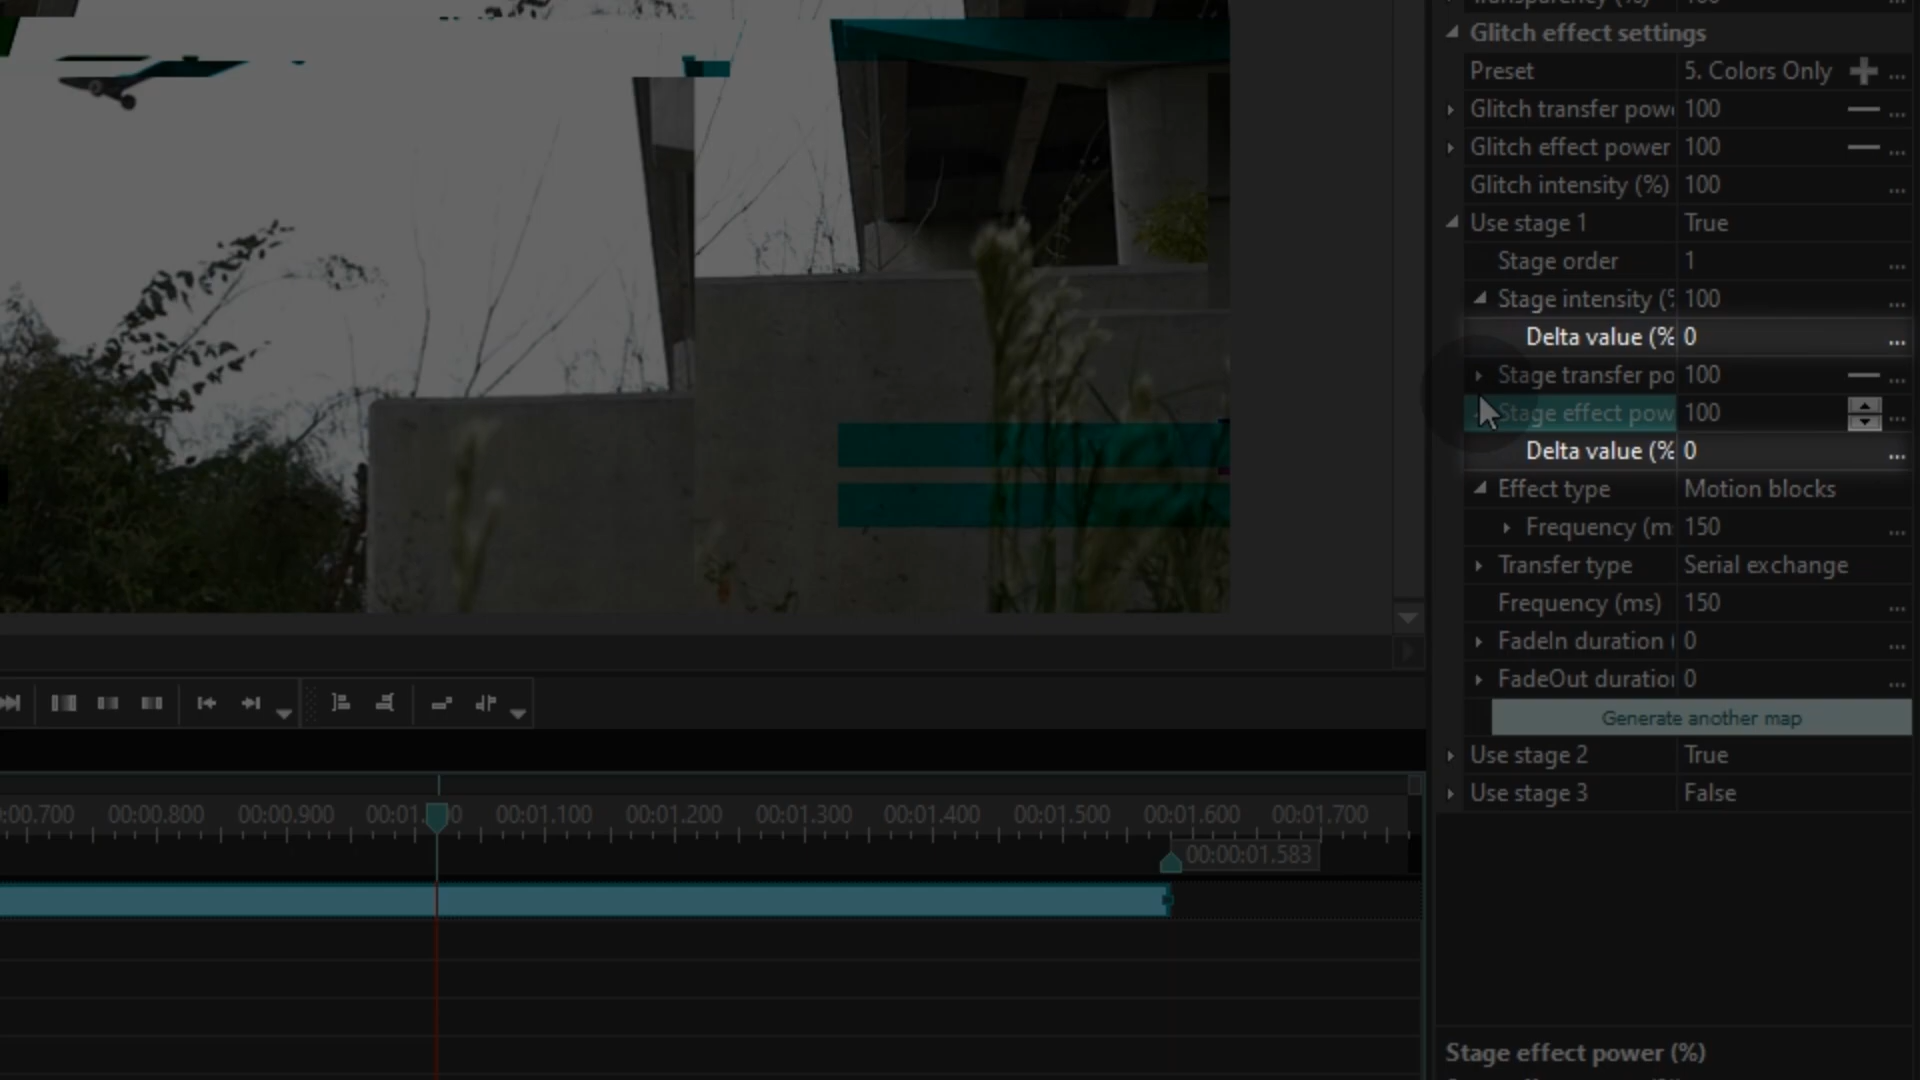 Transparency (%) 100 ...
Glitch effect settings
Preset 5. Colors Only ...
Glitch transfer pow 100 ...
Glitch effect power 100 ...
Glitch intensity (%) 100 ...
Use stage 1 True
Stage order 1 ...
Stage intensity (% 100 ...
Delta value (% 0 ...
Stage transfer po 100 ...
Stage effect pow 100 ...
Delta value (% 0 ...
Effect type Motion blocks
Frequency (m 150 ...
Transfer type Serial exchange
Frequency (ms) 150 ...
FadeIn duration ( 0 ...
FadeOut duration 0 ...
Generate another map
Use stage 2 True
Use stage 3 False
:00.700 00:00.800 00:00.900 00:01. 00:01.100 00:01.200 00:01.300 00:01.400 00:01.500 00:01.600 00:01.700
00:00:01.583
Stage effect power (%)